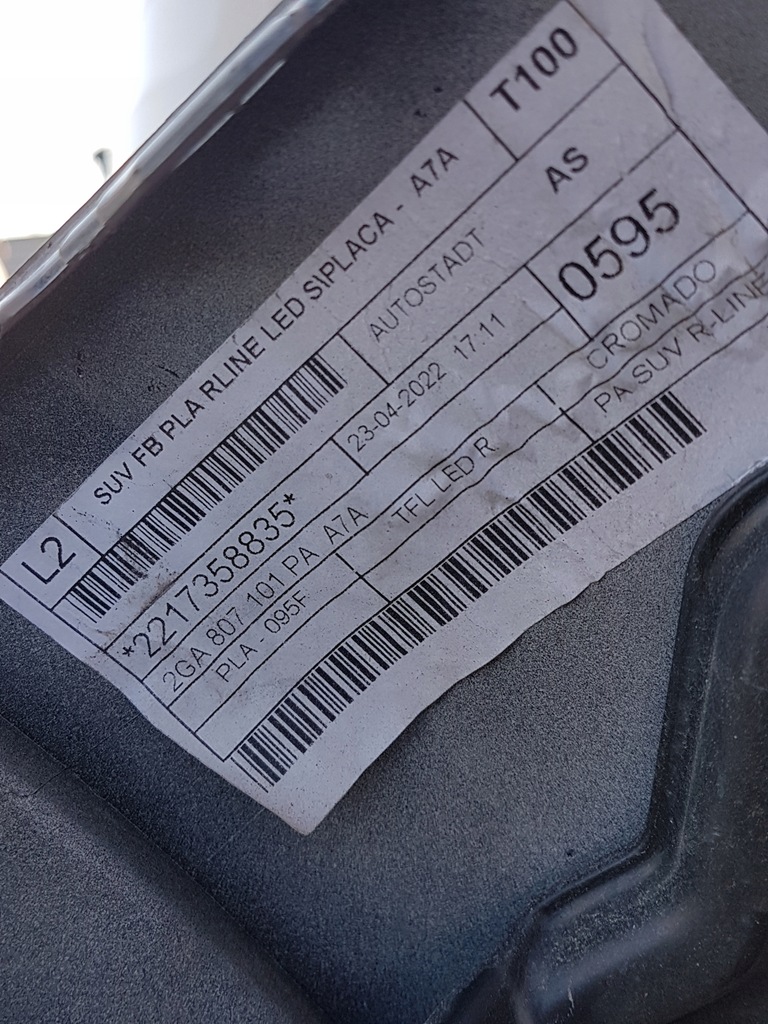 L2 SUV FB PLA RLINE LED SIPLACA - A7A T100
AUTOSTADT AS
*2217358835* 23-04-2022 17:11 0595
2GA 807 101 PA A7A TFL LED R CROMADO
PLA - 095F PA SUV R-LINE